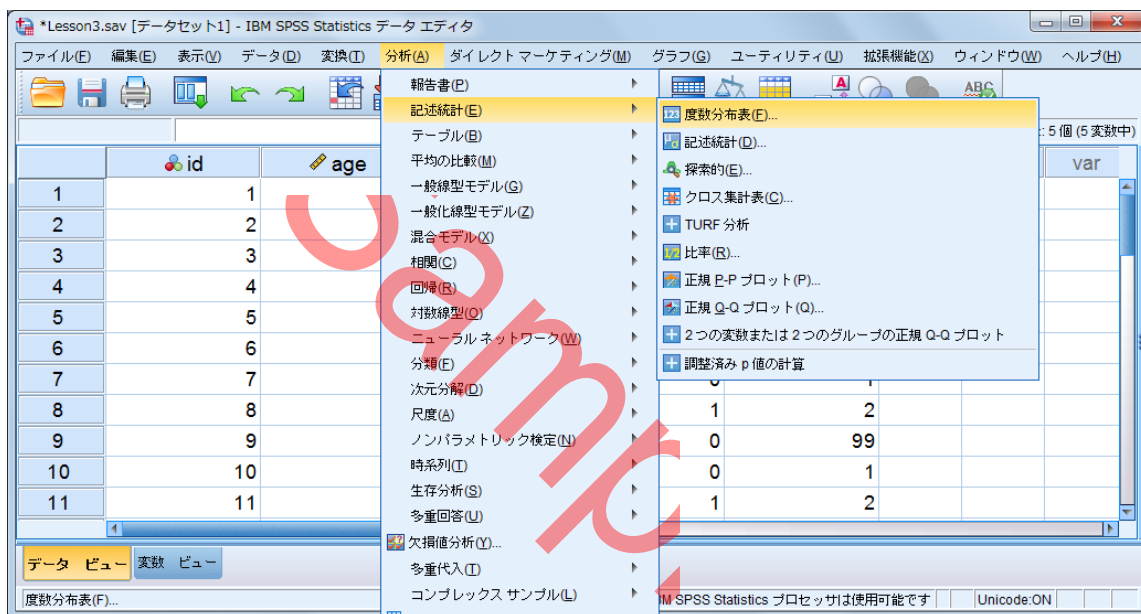 *Lesson3.sav [データセット1] - IBM SPSS Statistics データ エディタ
ファイル(F) 編集(E) 表示(V) データ(D) 変換(T) 分析(A) ダイレクト マーケティング(M) グラフ(G) ユーティリティ(U) 拡張機能(X) ウィンドウ(W) ヘルプ(H)
報告書(P)
記述統計(E)
テーブル(B)
平均の比較(M)
一般線型モデル(G)
一般化線型モデル(Z)
混合モデル(X)
相関(C)
回帰(R)
対数線型(O)
ニューラル ネットワーク(W)
分類(F)
次元分解(D)
尺度(A)
ノンパラメトリック検定(N)
時系列(T)
生存分析(S)
多重回答(U)
欠損値分析(Y)...
多重代入(T)
コンプレックス サンプル(L)
度数分布表(F)...
記述統計(D)...
探索的(E)...
クロス集計表(C)...
TURF 分析
比率(R)...
正規 P-P プロット(P)...
正規 Q-Q プロット(Q)...
2 つの変数または 2 つのグループの正規 Q-Q プロット
調整済み p 値の計算
A
ABC
: 5 個 (5 変数中)
id age var
1 1
2 2
3 3
4 4
5 5
6 6
7 7
8 8 1 2
9 9 0 99
10 10 0 1
11 11 1 2
Samp
データ ビュー 変数 ビュー
度数分布表(F)... IBM SPSS Statistics プロセッサは使用可能です Unicode:ON